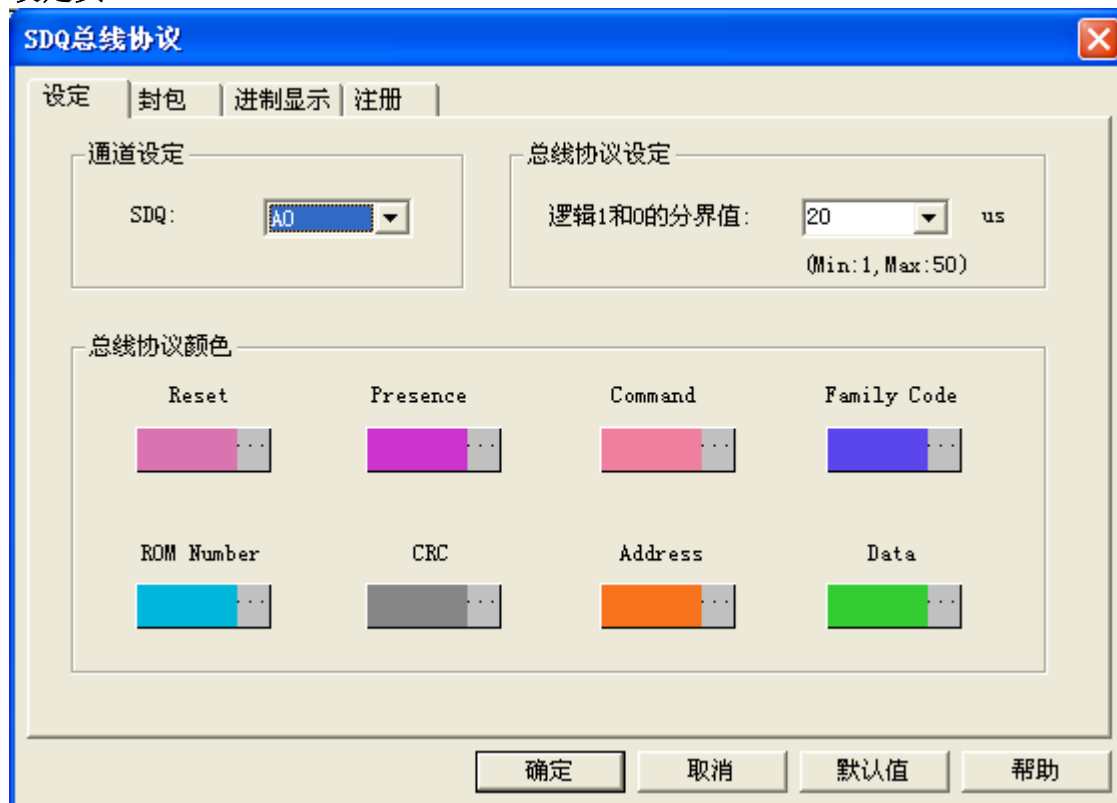 SDQ总线协议
设定 封包 进制显示 注册
通道设定
SDQ: A0
总线协议设定
逻辑1和0的分界值: 20 us
(Min:1,Max:50)
总线协议颜色
Reset Presence Command Family Code
... ... ... ...
ROM Number CRC Address Data
... ... ... ...
确定 取消 默认值 帮助